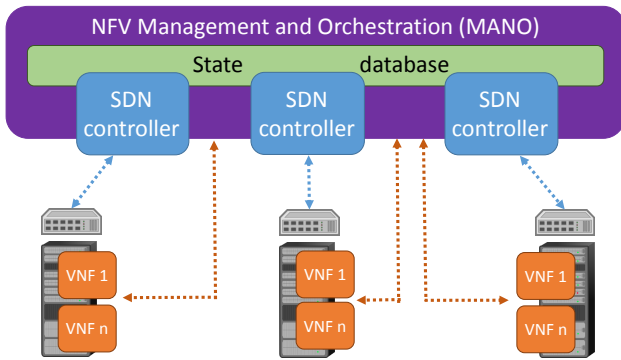 NFV Management and Orchestration (MANO)
State database
SDN controller
SDN controller
SDN controller
VNF 1
VNF n
VNF 1
VNF n
VNF 1
VNF n